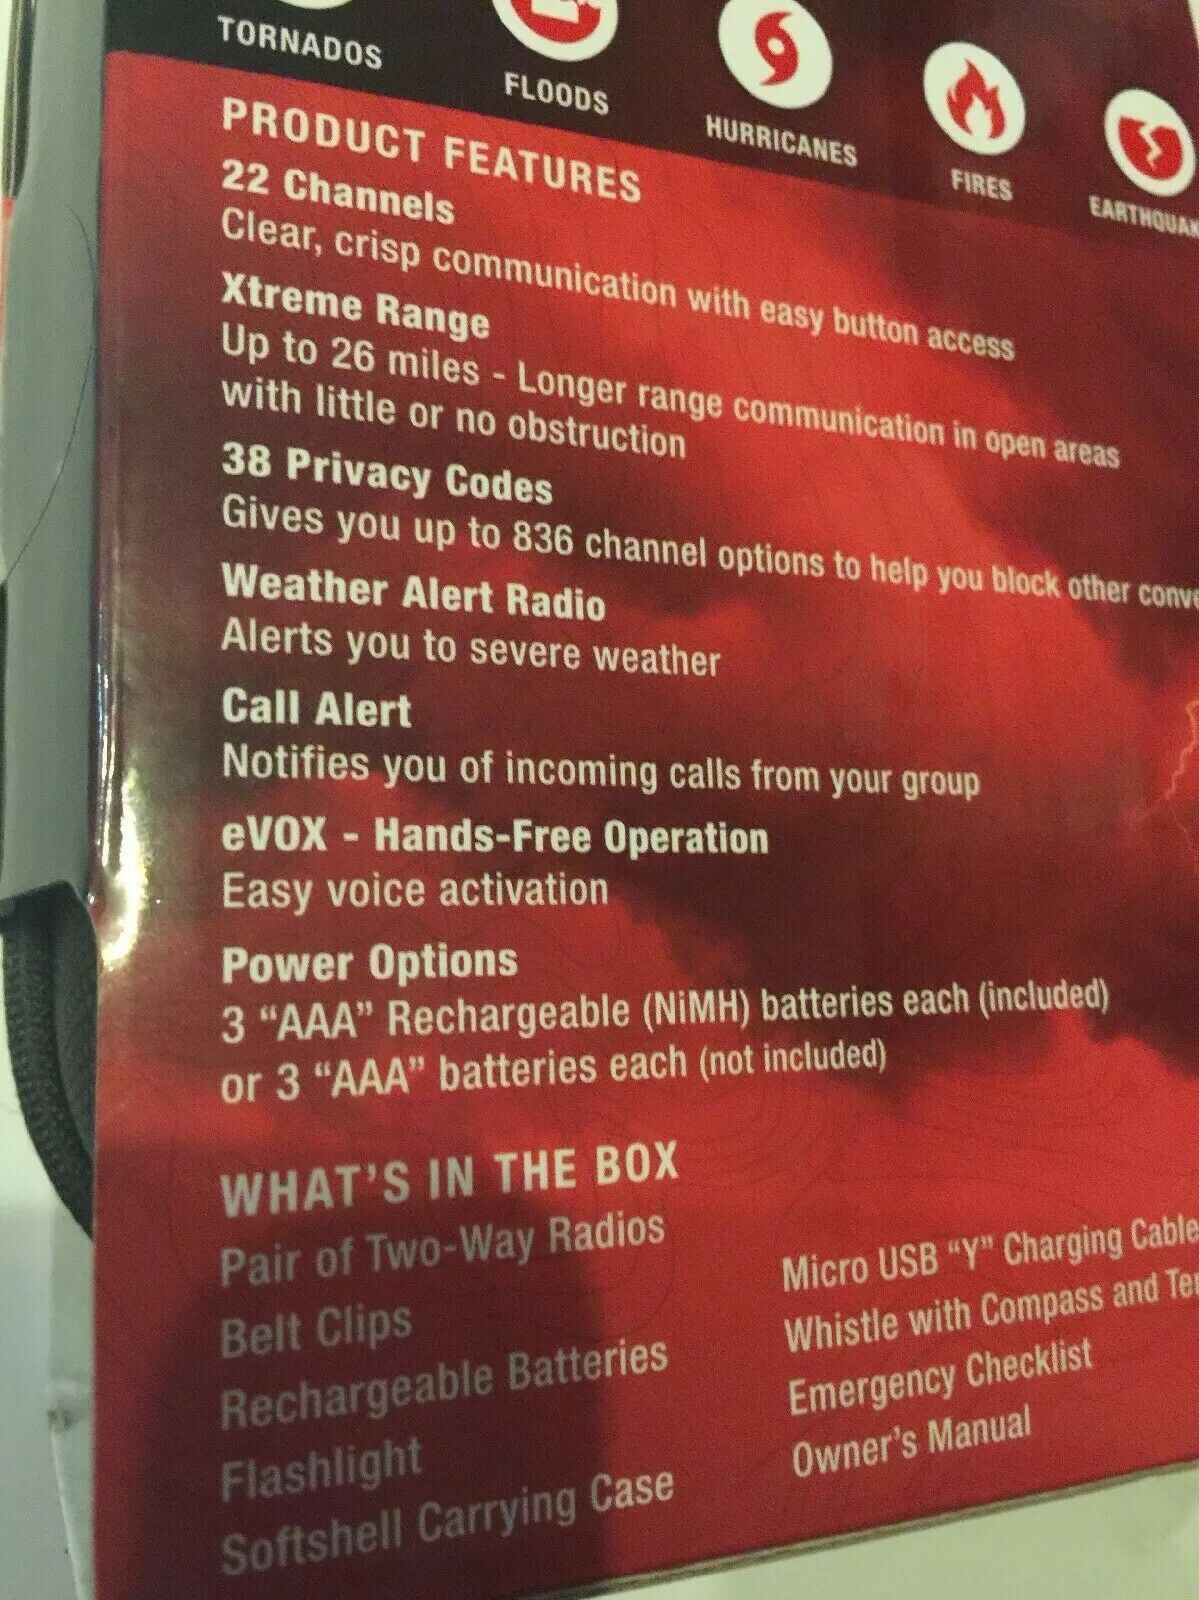 TORNADOS
FLOODS
HURRICANES
FIRES
PRODUCT FEATURES
22 Channels
Clear, crisp communication with easy button access
Xtreme Range
Up to 26 miles - Longer range communication in open areas
with little or no obstruction
38 Privacy Codes
Gives you up to 836 channel options to help you block other
Weather Alert Radio
Alerts you to severe weather
Call Alert
Notifies you of incoming calls from your group
eVOX - Hands-Free Operation
Easy voice activation
Power Options
3 “AAA” Rechargeable (NiMH) batteries each (included)
or 3 “AAA” batteries each (not included)
WHAT'S IN THE BOX
Pair of Two-Way Radios
Belt Clips
Rechargeable Batteries
Flashlight
Softshell Carrying Case
Micro USB “Y” Charging Cable
Whistle with Compass and
Emergency Checklist
Owner's Manual